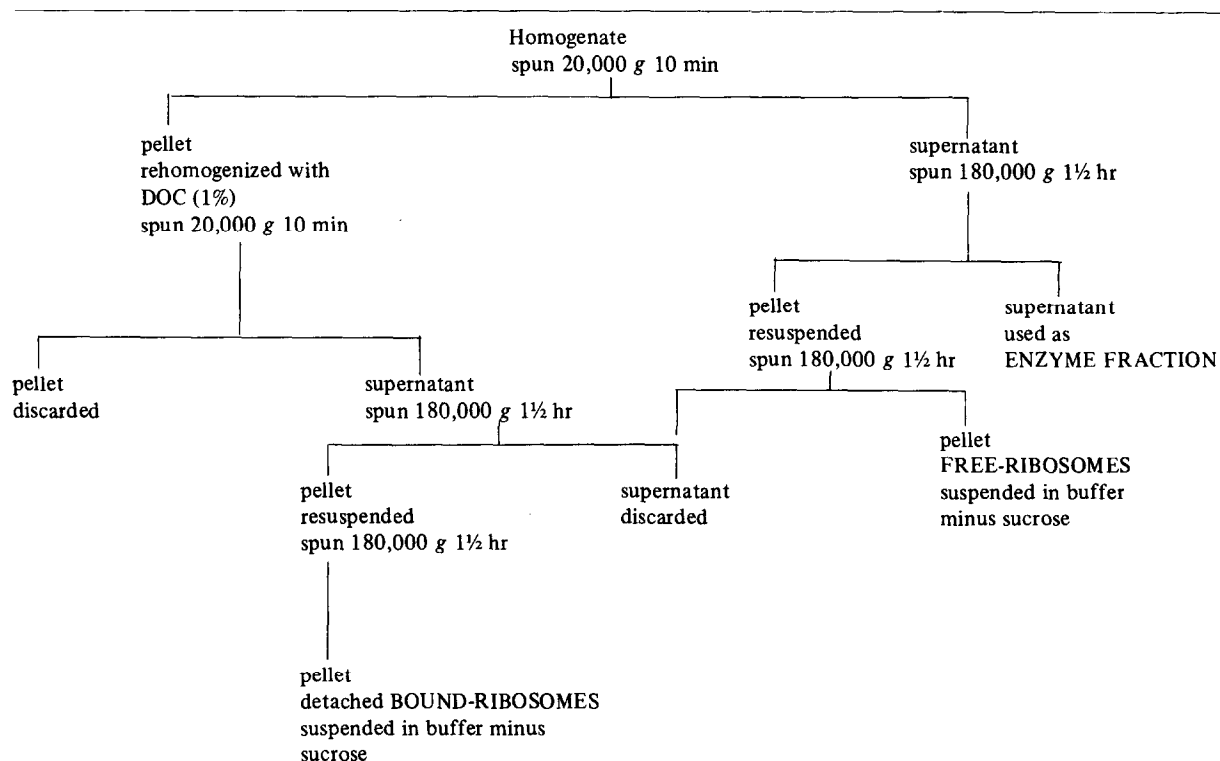 Homogenate
spun 20,000 g 10 min
pellet
rehomogenized with
DOC (1%)
spun 20,000 g 10 min
supernatant
spun 180,000 g 1½ hr
pellet
resuspended
spun 180,000 g 1½ hr
supernatant
used as
ENZYME FRACTION
pellet
discarded
supernatant
spun 180,000 g 1½ hr
pellet
FREE-RIBOSOMES
suspended in buffer
minus sucrose
pellet
resuspended
spun 180,000 g 1½ hr
supernatant
discarded
pellet
detached BOUND-RIBOSOMES
suspended in buffer minus
sucrose